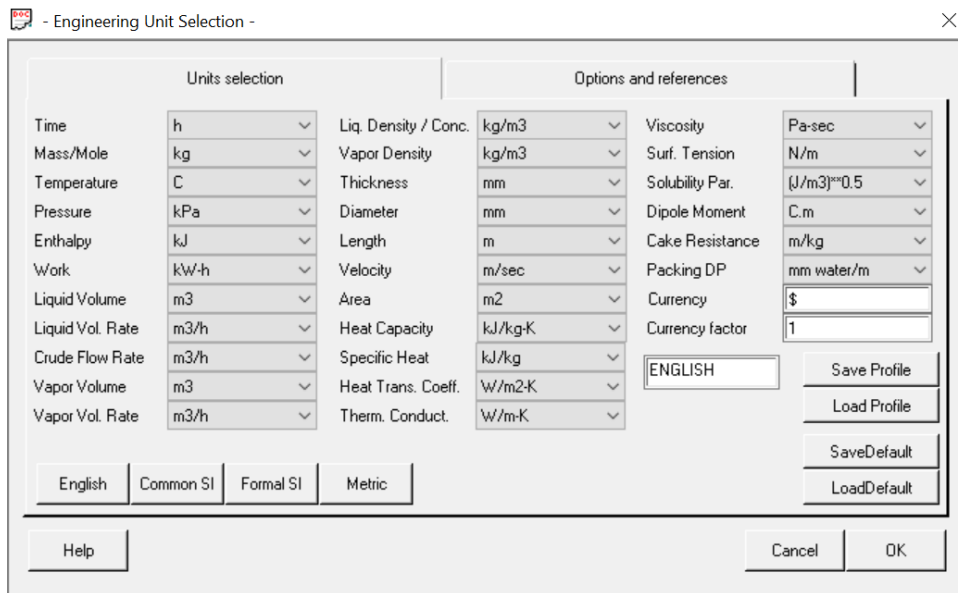 DOC
- Engineering Unit Selection -
Units selection Options and references
Time h Liq. Density / Conc. kg/m3 Viscosity Pa-sec
Mass/Mole kg Vapor Density kg/m3 Surf. Tension N/m
Temperature C Thickness mm Solubility Par. (J/m3)**0.5
Pressure kPa Diameter mm Dipole Moment C.m
Enthalpy kJ Length m Cake Resistance m/kg
Work kW-h Velocity m/sec Packing DP mm water/m
Liquid Volume m3 Area m2 Currency $
Liquid Vol. Rate m3/h Heat Capacity kJ/kg-K Currency factor 1
Crude Flow Rate m3/h Specific Heat kJ/kg ENGLISH Save Profile
Vapor Volume m3 Heat Trans. Coeff. W/m2-K Load Profile
Vapor Vol. Rate m3/h Therm. Conduct. W/m-K
SaveDefault
English Common SI Formal SI Metric LoadDefault
Help Cancel OK